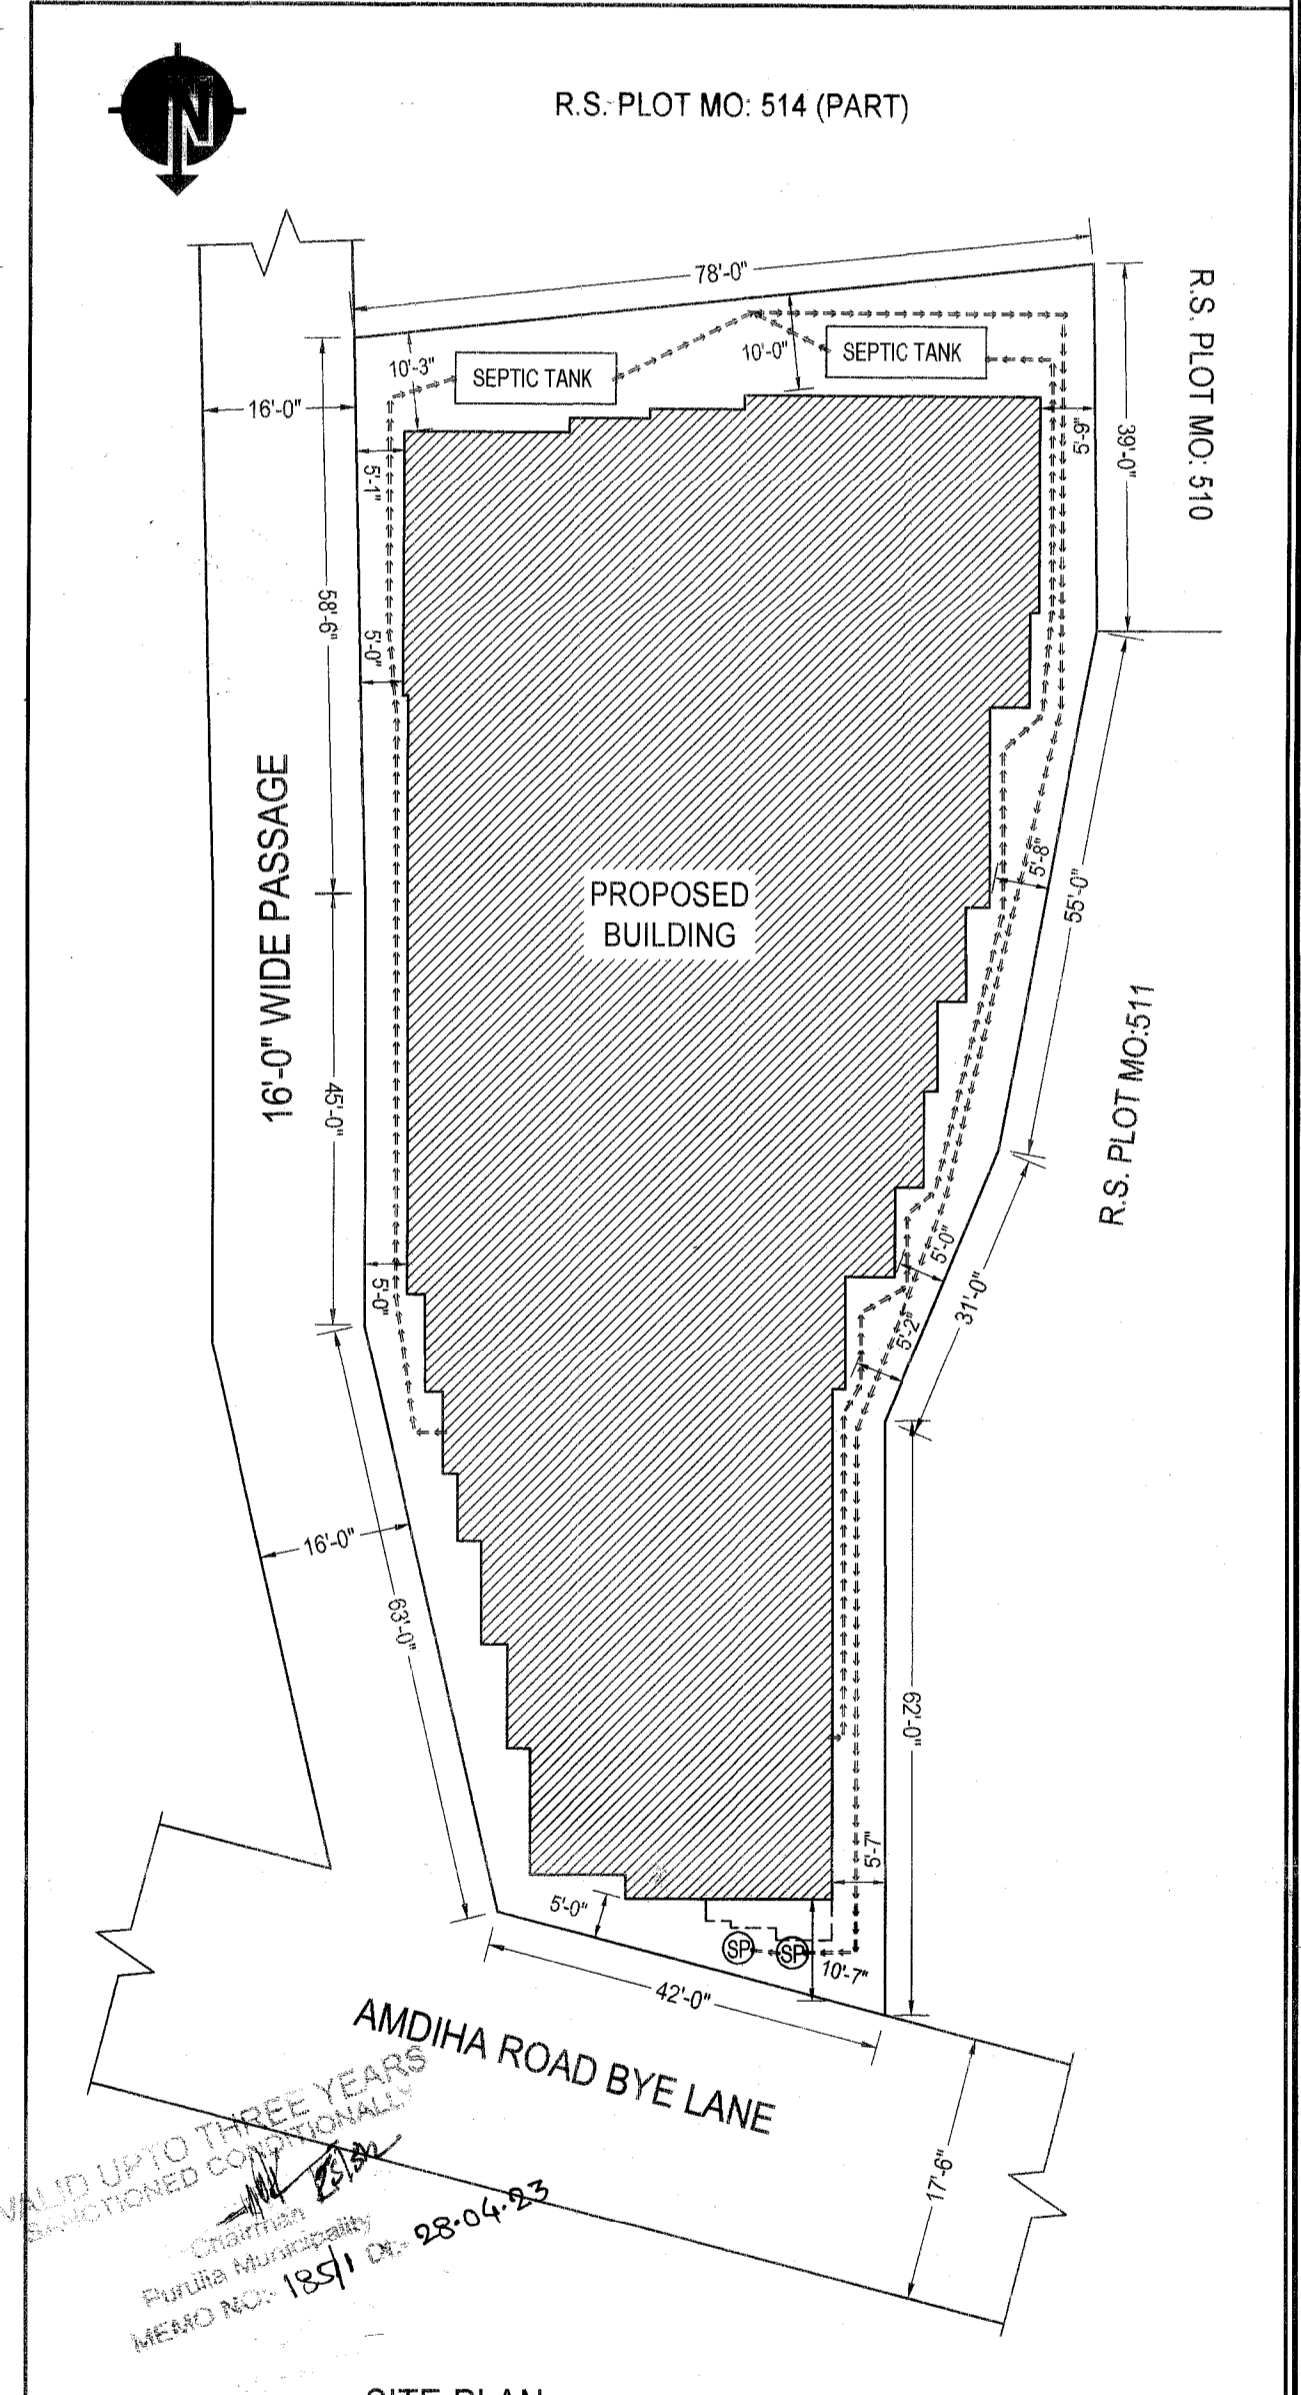 N
R.S. PLOT MO: 514 (PART)
78'-0"
R.S. PLOT MO: 510
10'-3"
SEPTIC TANK
10'-0"
SEPTIC TANK
16'-0"
5'-1"
5'-6"
39'-0"
58'-6"
5'-0"
16'-0" WIDE PASSAGE
PROPOSED
BUILDING
5'-8"
55'-0"
R.S. PLOT MO:511
45'-0"
5'-0"
5'-0"
31'-0"
5'-2"
16'-0"
63'-0"
62'-0"
5'-7"
5'-0"
SP
SP
10'-7"
42'-0"
AMDIHA ROAD BYE LANE
17'-6"
VALID UPTO THREE YEARS
SANCTIONED CONDITIONALLY
Chairman
Purulia Municipality
MEMO NO:- 185/1 Dt:- 28.04.23
SITE PLAN